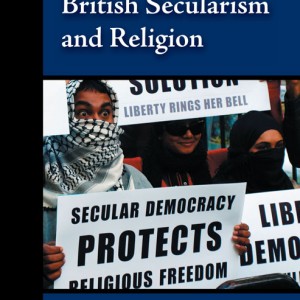 British Secularism
and Religion
SOLUTION
LIBERTY RINGS HER BELL
SECULAR DEMOCRACY
PROTECTS
RELIGIOUS FREEDOM
LIB
DEMO